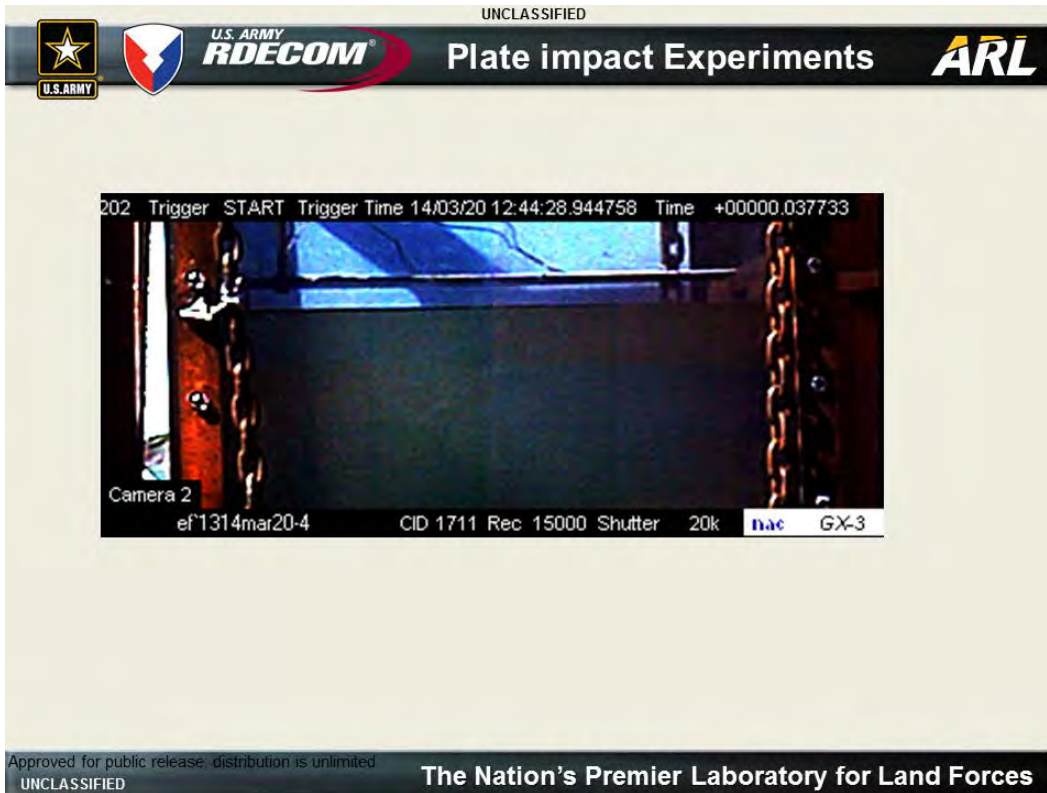 UNCLASSIFIED
U.S. ARMY
U.S. ARMY
RDECOM®
Plate impact Experiments
ARL
202 Trigger START Trigger Time 14/03/20 12:44:28.944758 Time +00000.037733
Camera 2
ef1314mar20-4 CID 1711 Rec 15000 Shutter 20k nac GX-3
Approved for public release; distribution is unlimited
UNCLASSIFIED
The Nation's Premier Laboratory for Land Forces